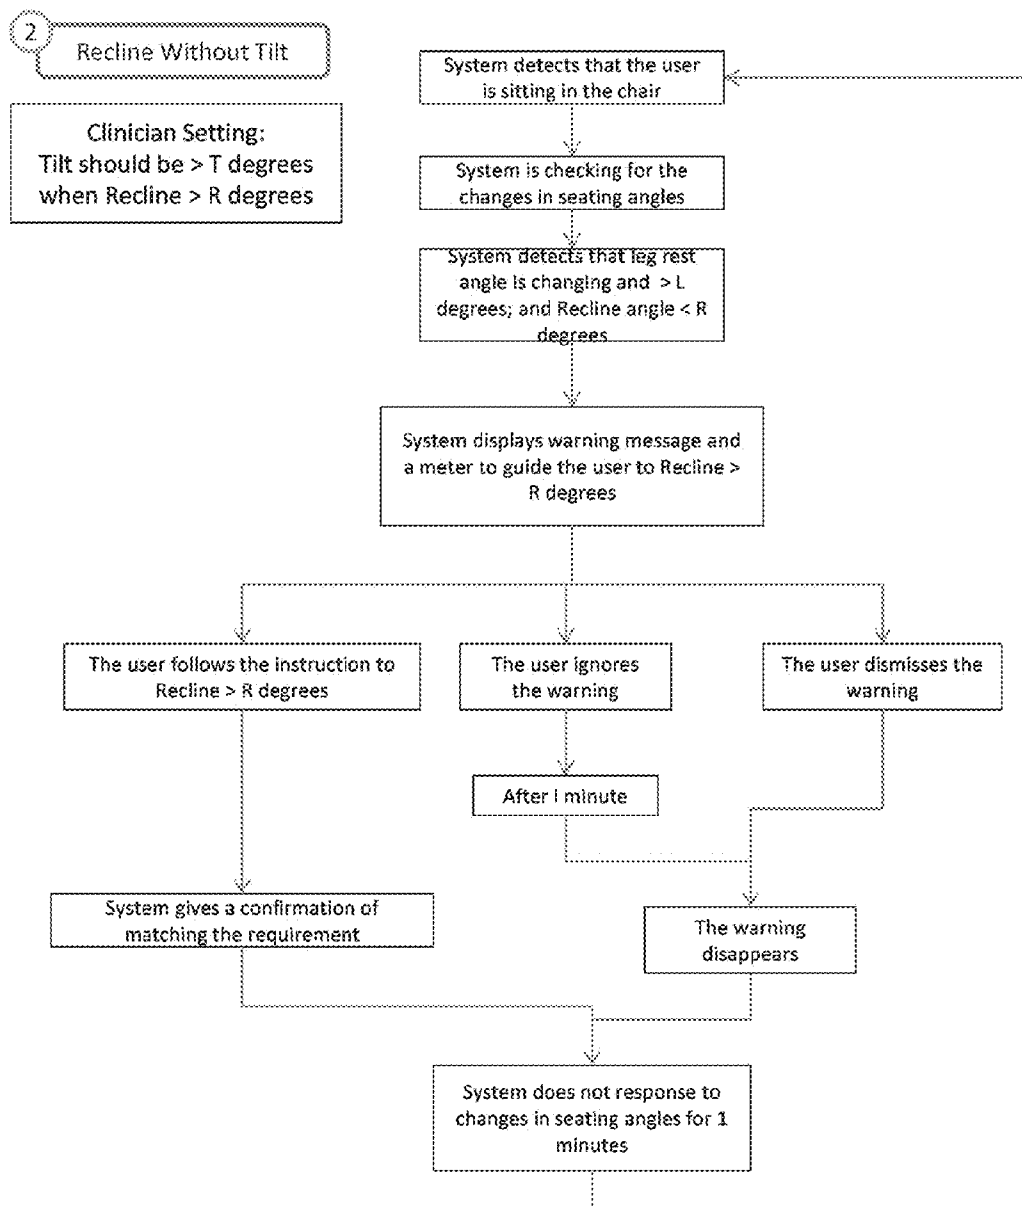 2
Recline Without Tilt
Clinician Setting:
Tilt should be > T degrees
when Recline > R degrees
System detects that the user
is sitting in the chair
System is checking for the
changes in seating angles
System detects that leg rest
angle is changing and > L
degrees; and Recline angle < R
degrees
System displays warning message and
a meter to guide the user to Recline >
R degrees
The user follows the instruction to
Recline > R degrees
The user ignores
the warning
The user dismisses the
warning
After I minute
System gives a confirmation of
matching the requirement
The warning
disappears
System does not response to
changes in seating angles for 1
minutes